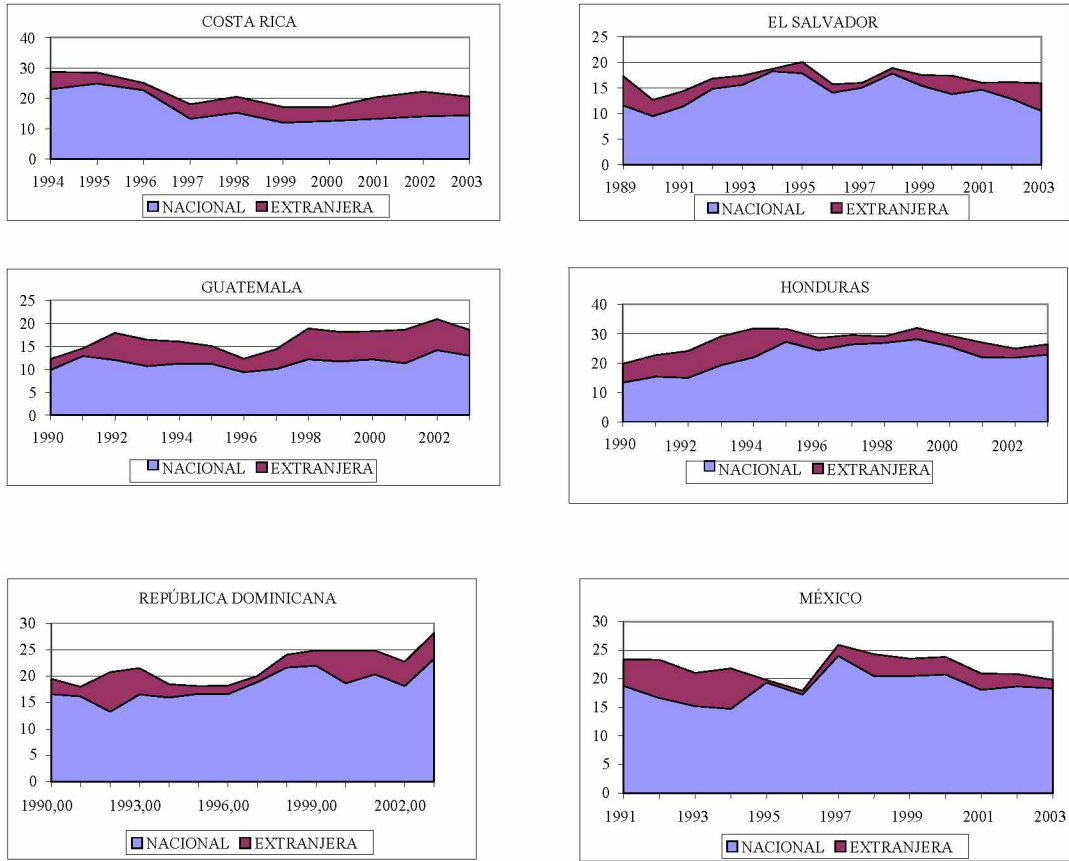 COSTA RICA
40
30
20
10
0
1994 1995 1996 1997 1998 1999 2000 2001 2002 2003
NACIONAL EXTRANJERA
EL SALVADOR
25
20
15
10
5
0
1989 1991 1993 1995 1997 1999 2001 2003
NACIONAL EXTRANJERA
GUATEMALA
25
20
15
10
5
0
1990 1992 1994 1996 1998 2000 2002
NACIONAL EXTRANJERA
HONDURAS
40
30
20
10
0
1990 1992 1994 1996 1998 2000 2002
NACIONAL EXTRANJERA
REPÚBLICA DOMINICANA
30
25
20
15
10
5
0
1990,00 1993,00 1996,00 1999,00 2002,00
NACIONAL EXTRANJERA
MÉXICO
30
25
20
15
10
5
0
1991 1993 1995 1997 1999 2001 2003
NACIONAL EXTRANJERA